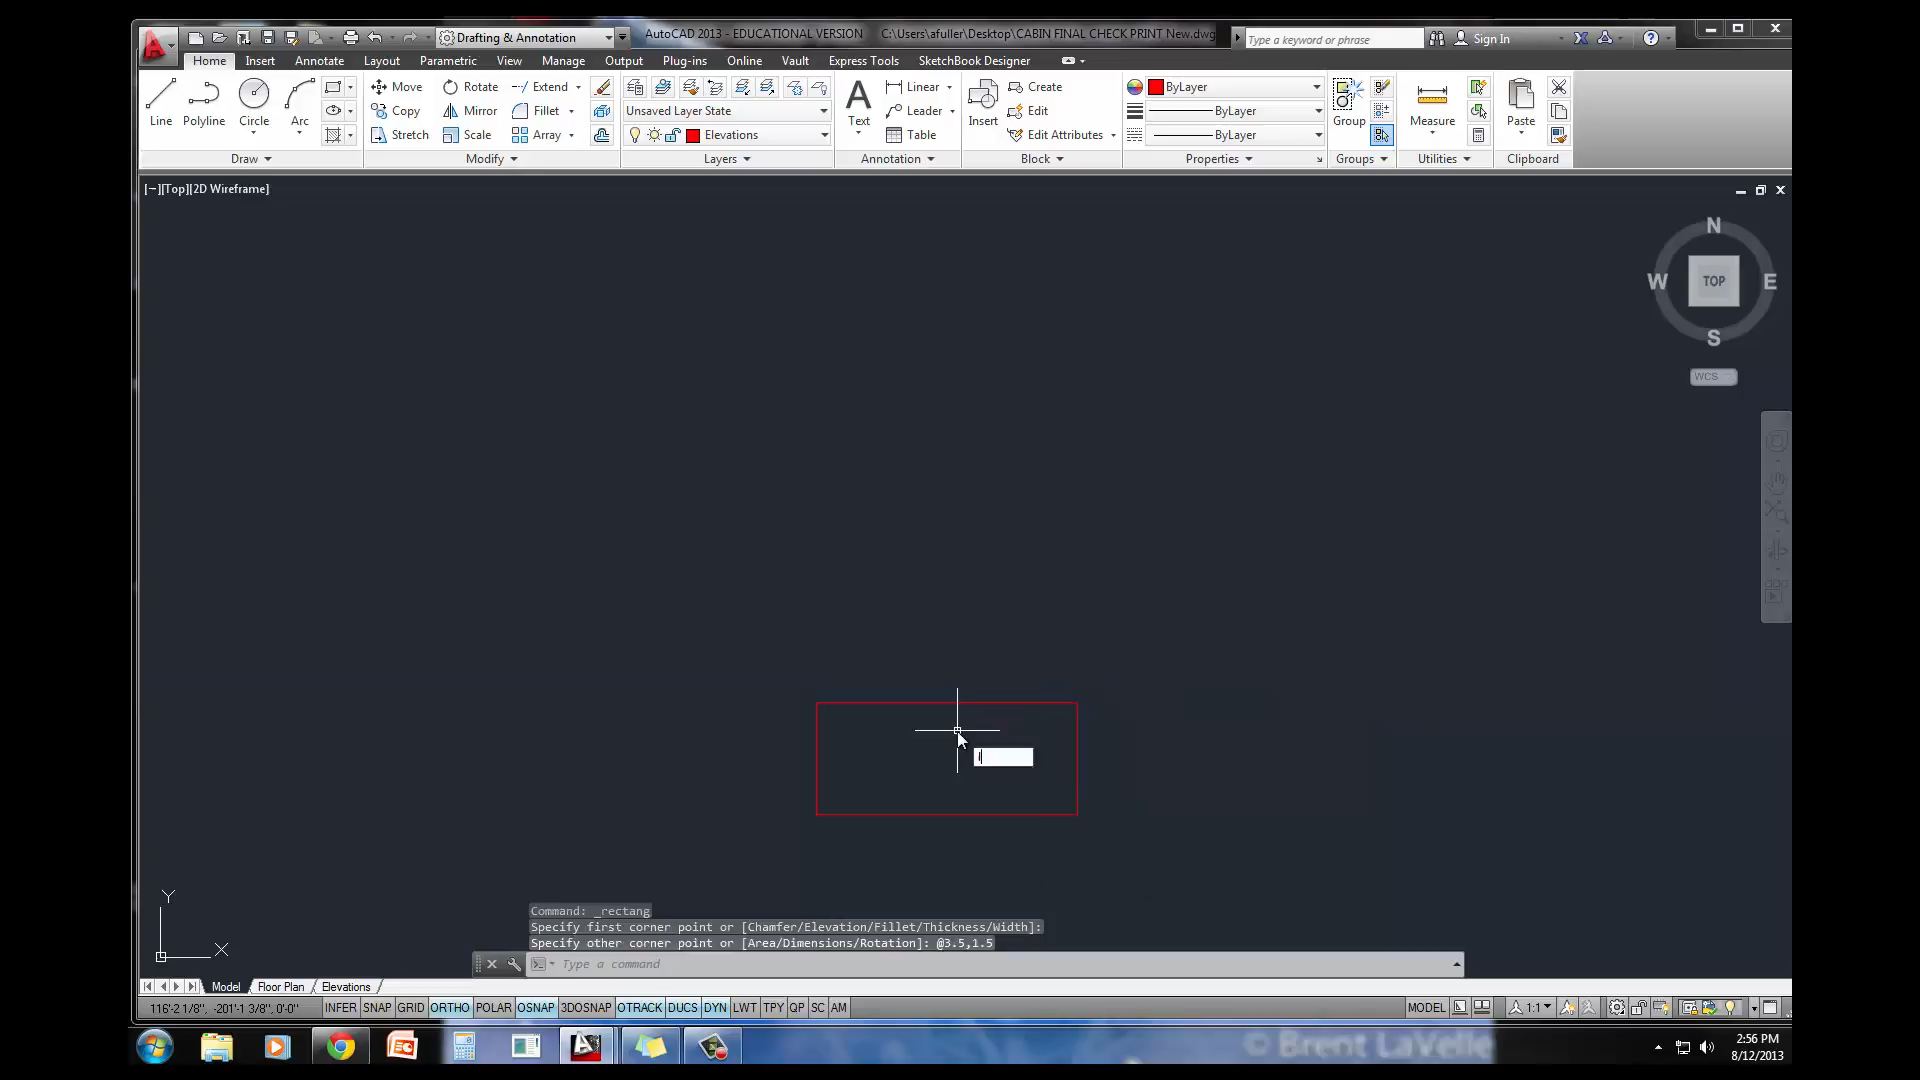 Drafting & Annotation
AutoCAD 2013 - EDUCATIONAL VERSION
C:\Users\afuller\Desktop\CABIN FINAL CHECK PRINT New.dwg
Type a keyword or phrase
Sign In
Home
Insert
Annotate
Layout
Parametric
View
Manage
Output
Plug-ins
Online
Vault
Express Tools
SketchBook Designer
Line
Polyline
Circle
Arc
Draw
Move
Rotate
Extend
Copy
Mirror
Fillet
Stretch
Scale
Array
Modify
Unsaved Layer State
Elevations
Layers
Text
Linear
Leader
Table
Annotation
Insert
Create
Edit
Edit Attributes
Block
ByLayer
ByLayer
ByLayer
Properties
Group
Groups
Measure
Utilities
Paste
Clipboard
[−][Top][2D Wireframe]
N
W
TOP
E
S
WCS
Y
X
Command: _rectang
Specify first corner point or [Chamfer/Elevation/Fillet/Thickness/Width]:
Specify other corner point or [Area/Dimensions/Rotation]: @3.5,1.5
Type a command
Model
Floor Plan
Elevations
116'-2 1/8", -201'-1 3/8", 0'-0"
INFER
SNAP
GRID
ORTHO
POLAR
OSNAP
3DOSNAP
OTRACK
DUCS
DYN
LWT
TPY
QP
SC
AM
MODEL
1:1
© Brent LaVelle
2:56 PM
8/12/2013